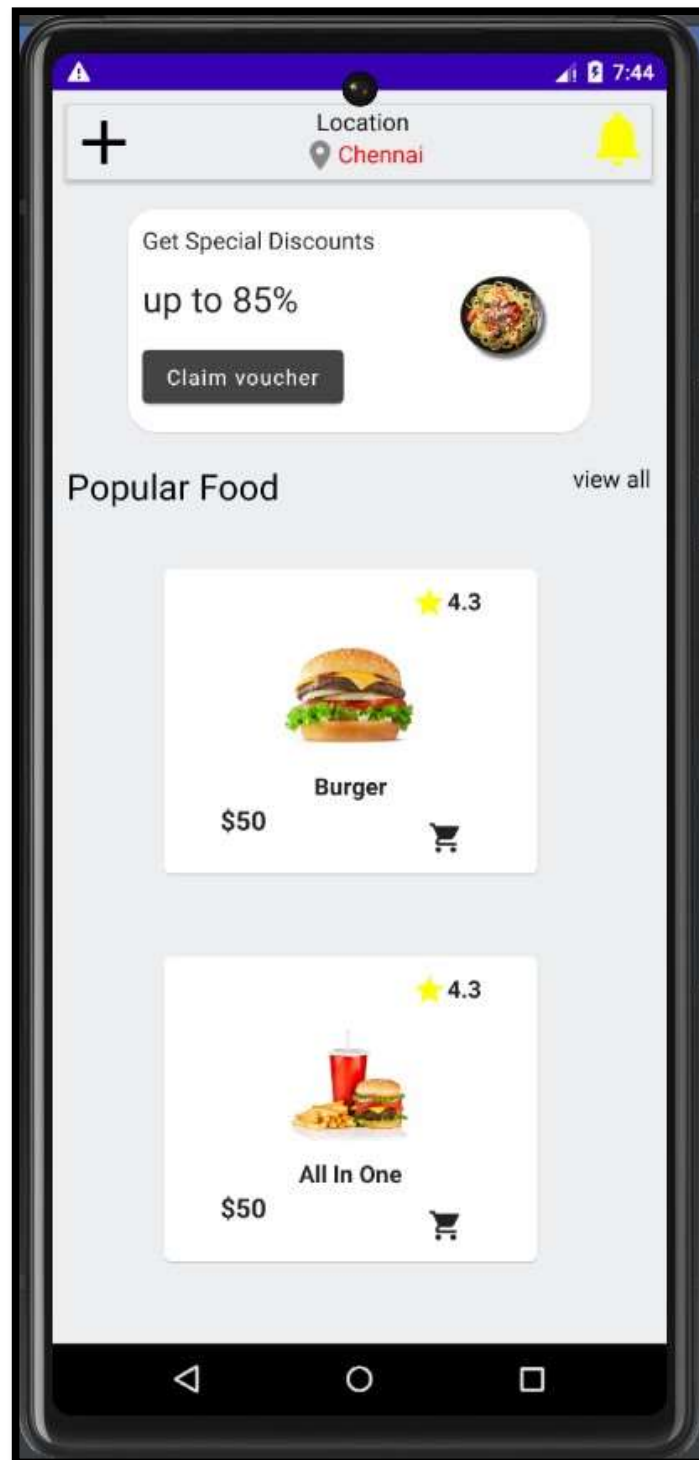 7:44
Location
Chennai
Get Special Discounts
up to 85%
Claim voucher
Popular Food
view all
4.3
Burger
$50
4.3
All In One
$50